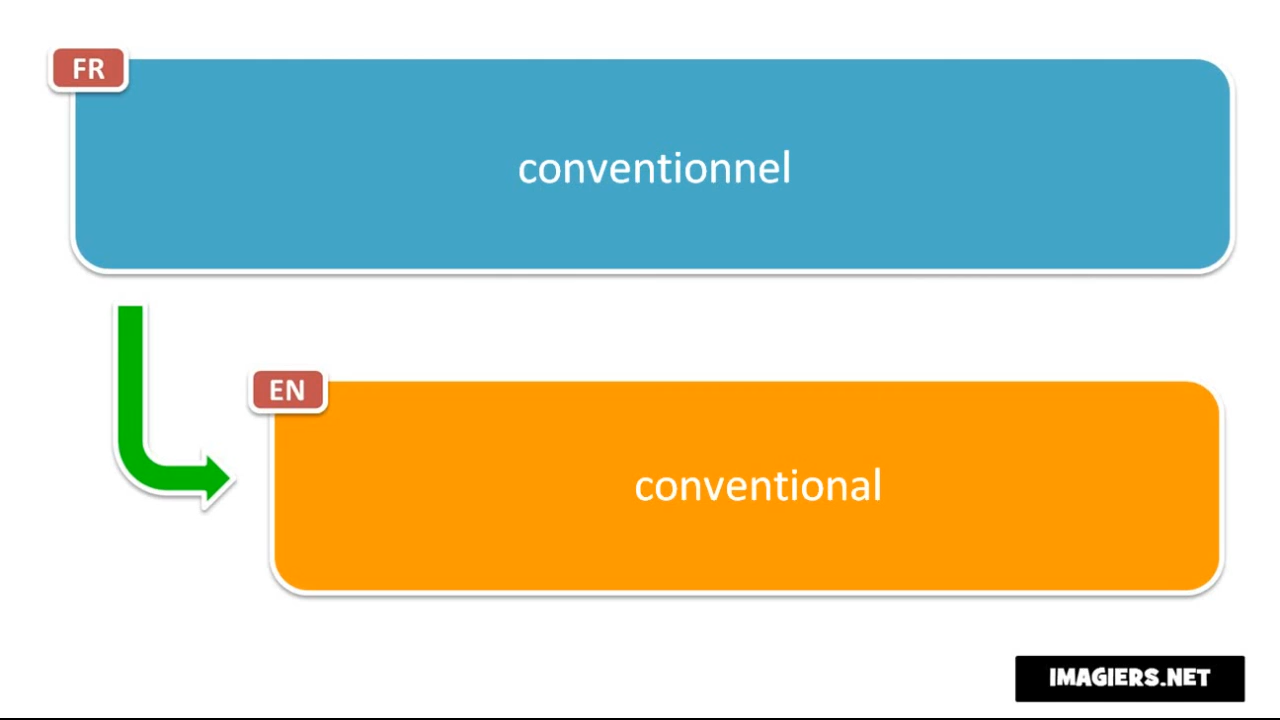 FR
conventionnel
EN
conventional
IMAGIERS.NET